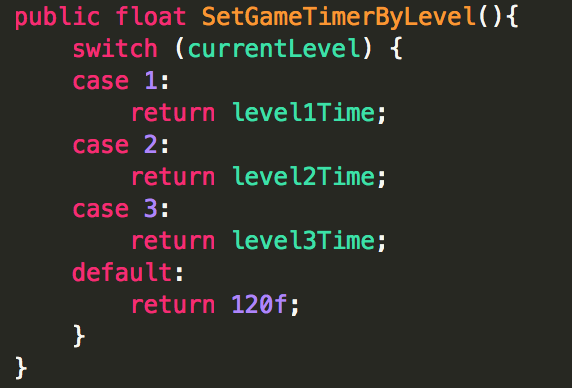 public float SetGameTimerByLevel(){
    switch (currentLevel) {
    case 1:
        return level1Time;
    case 2:
        return level2Time;
    case 3:
        return level3Time;
    default:
        return 120f;
    }
}